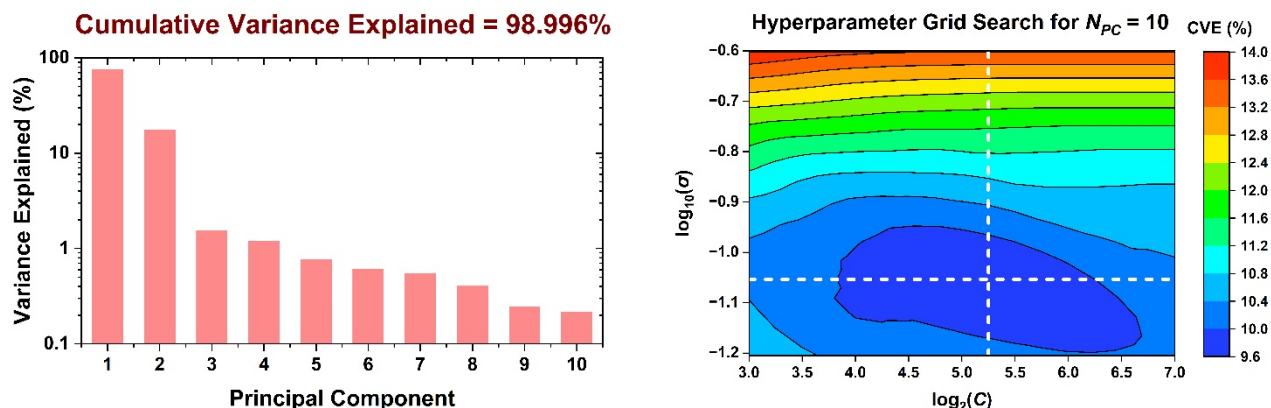 Cumulative Variance Explained = 98.996%
Variance Explained (%)
100
10
1
0.1
1 2 3 4 5 6 7 8 9 10
Principal Component
Hyperparameter Grid Search for N_PC = 10
CVE (%)
log₁₀(σ)
−0.6
−0.7
−0.8
−0.9
−1.0
−1.1
−1.2
3.0 3.5 4.0 4.5 5.0 5.5 6.0 6.5 7.0
log₂(C)
14.0
13.6
13.2
12.8
12.4
12.0
11.6
11.2
10.8
10.4
10.0
9.6